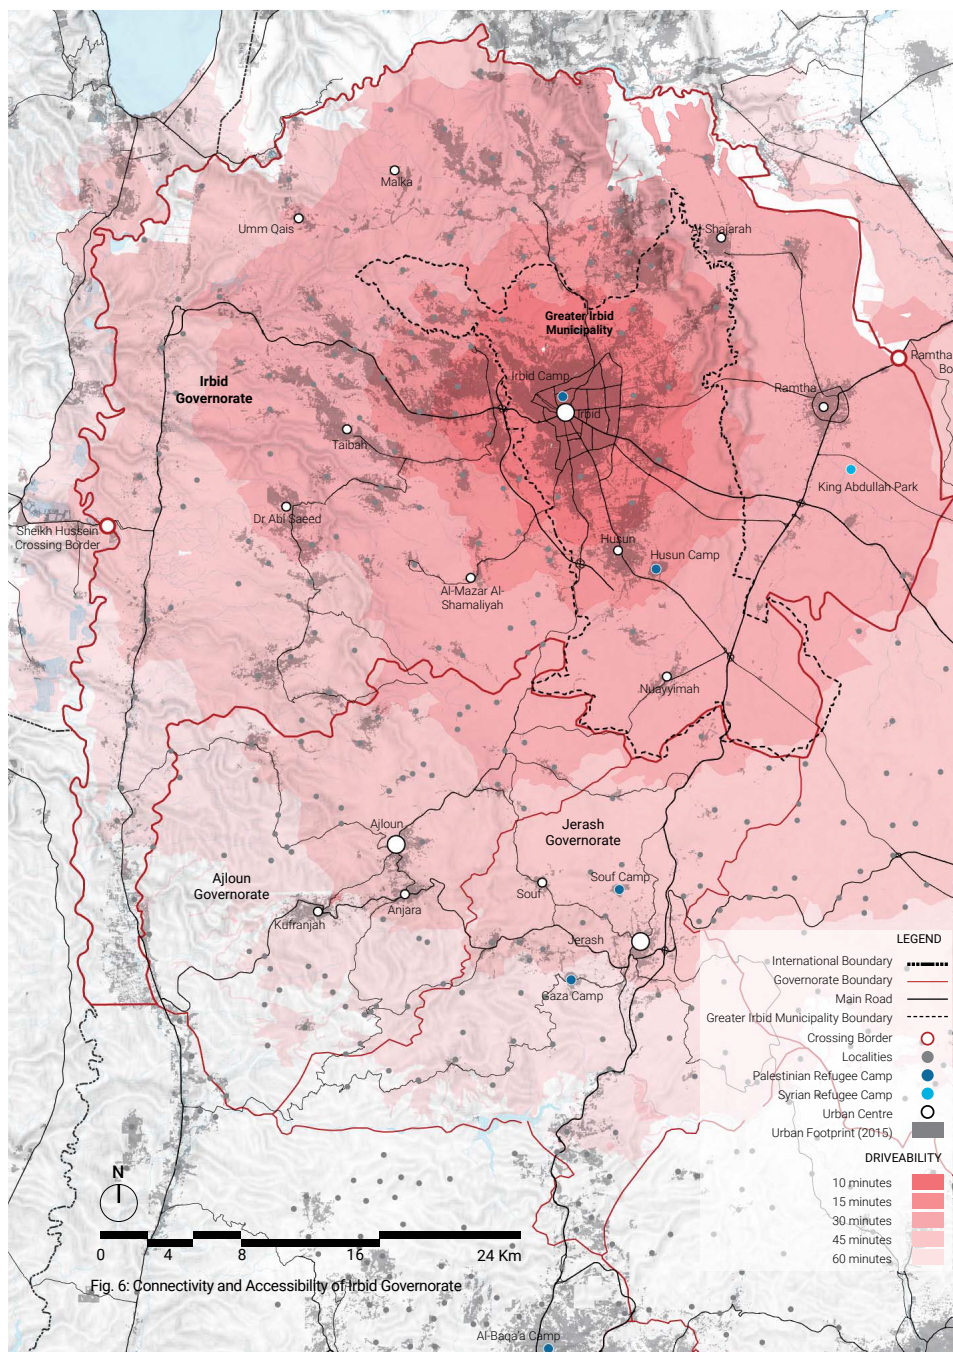 Malka
Umm Qais
Al-Shajarah
Greater Irbid
Municipality
Ramtha
Bo
Irbid
Governorate
Irbid Camp
Irbid
Ramtha
Taibah
King Abdullah Park
Dr Abi Saeed
Sheikh Hussein
Crossing Border
Husun
Husun Camp
Al-Mazar Al-
Shamaliyah
Nuayyimah
Ajloun
Jerash
Governorate
Ajloun
Governorate
Souf Camp
Souf
Anjara
Kufranjah
Jerash
Gaza Camp
LEGEND
International Boundary
Governorate Boundary
Main Road
Greater Irbid Municipality Boundary
Crossing Border
Localities
Palestinian Refugee Camp
Syrian Refugee Camp
Urban Centre
Urban Footprint (2015)
DRIVEABILITY
10 minutes
15 minutes
30 minutes
45 minutes
60 minutes
N
0 4 8 16 24 Km
Fig. 6: Connectivity and Accessibility of Irbid Governorate
Al-Baqa'a Camp